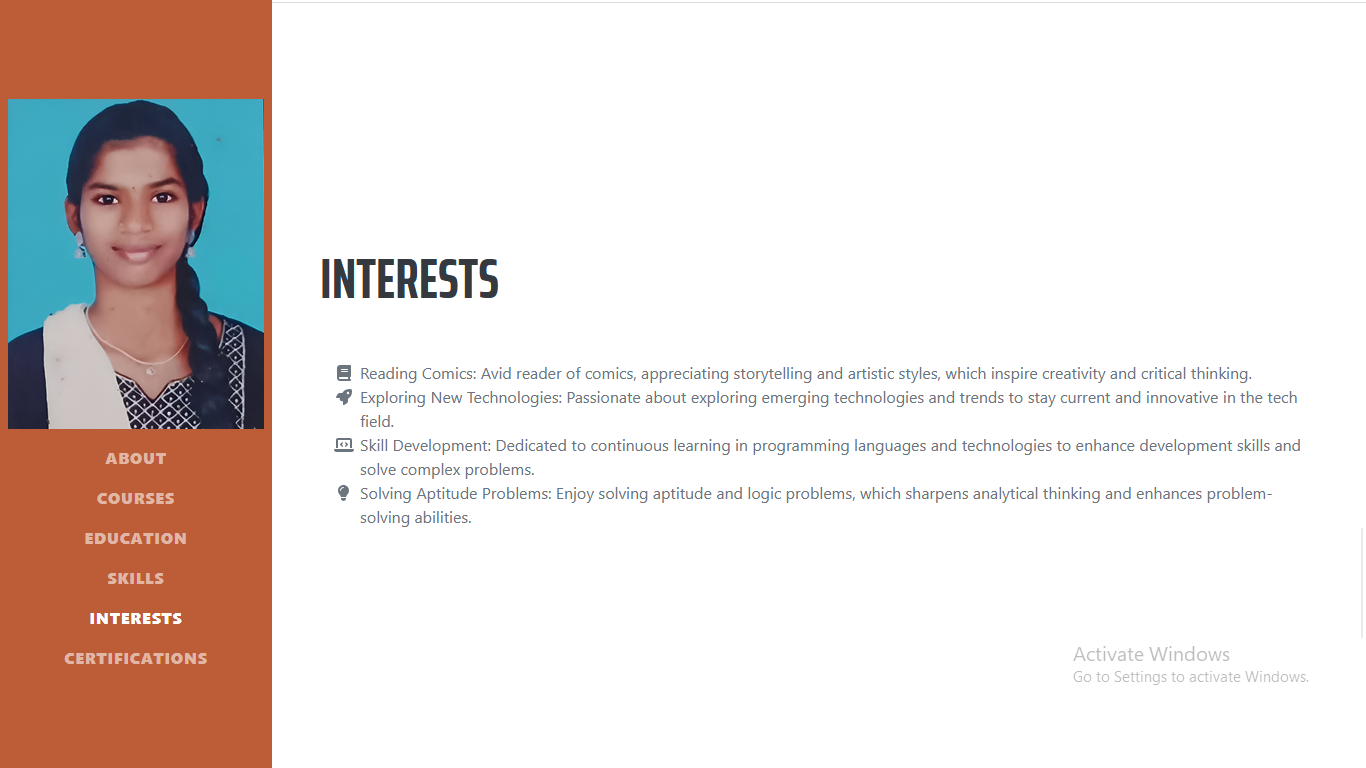 ABOUT
COURSES
EDUCATION
SKILLS
INTERESTS
CERTIFICATIONS
INTERESTS
Reading Comics: Avid reader of comics, appreciating storytelling and artistic styles, which inspire creativity and critical thinking.
Exploring New Technologies: Passionate about exploring emerging technologies and trends to stay current and innovative in the tech
field.
Skill Development: Dedicated to continuous learning in programming languages and technologies to enhance development skills and
solve complex problems.
Solving Aptitude Problems: Enjoy solving aptitude and logic problems, which sharpens analytical thinking and enhances problem-
solving abilities.
Activate Windows
Go to Settings to activate Windows.